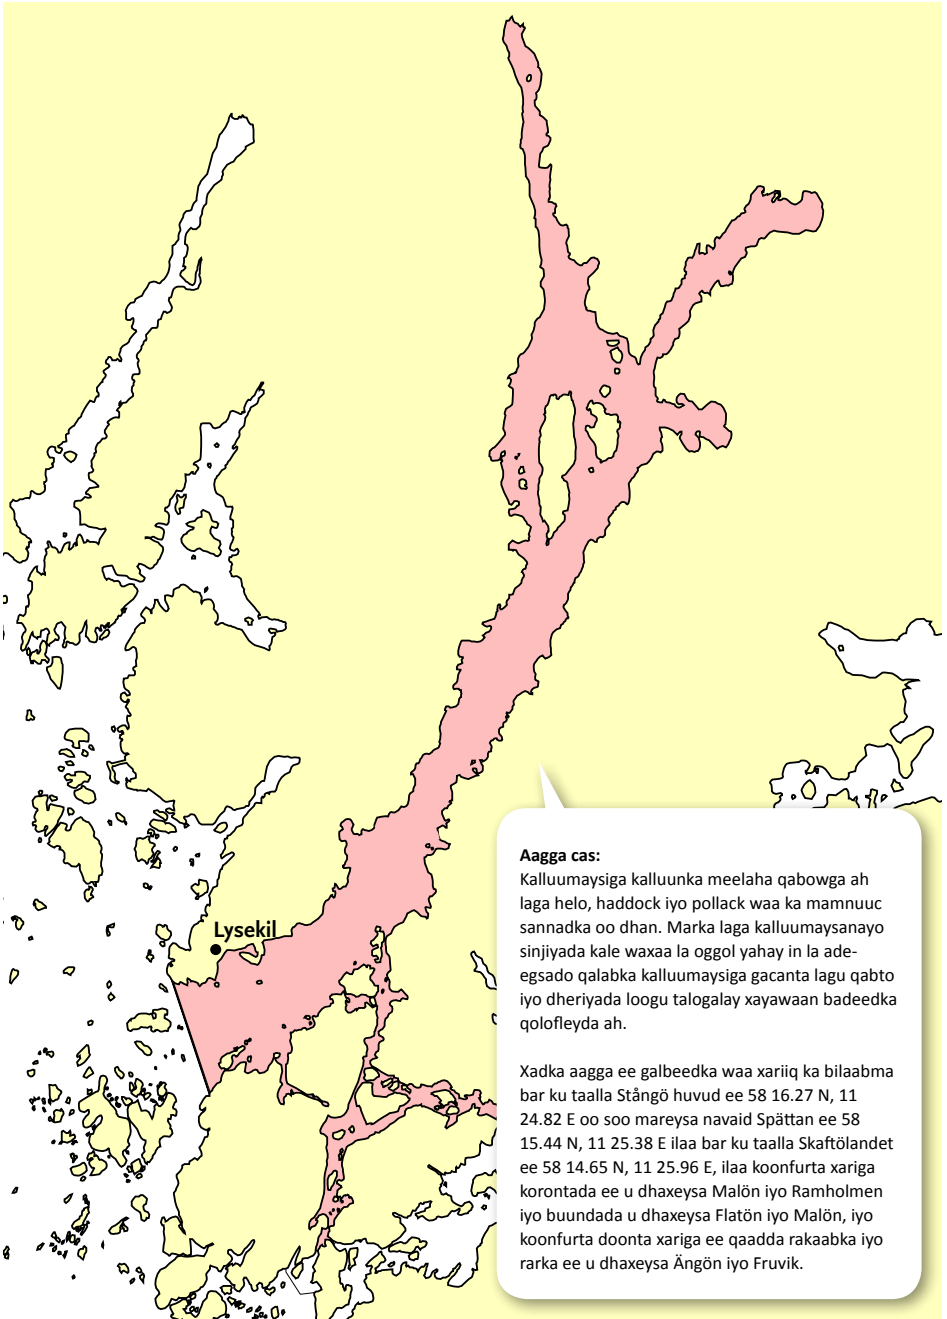 Lysekil
Aagga cas:
Kalluumaysiga kalluunka meelaha qabowga ah
laga helo, haddock iyo pollack waa ka mamnuuc
sannadka oo dhan. Marka laga kalluumaysanayo
sinjiyada kale waxaa la oggol yahay in la ade-
egsado qalabka kalluumaysiga gacanta lagu qabto
iyo dheriyada loogu talogalay xayawaan badeedka
qolofleyda ah.
Xadka aagga ee galbeedka waa xariiq ka bilaabma
bar ku taalla Stångö huvud ee 58 16.27 N, 11
24.82 E oo soo mareysa navaid Spättan ee 58
15.44 N, 11 25.38 E ilaa bar ku taalla Skaftölandet
ee 58 14.65 N, 11 25.96 E, ilaa koonfurta xariga
korontada ee u dhaxeysa Malön iyo Ramholmen
iyo buundada u dhaxeysa Flatön iyo Malön, iyo
koonfurta doonta xariga ee qaadda rakaabka iyo
rarka ee u dhaxeysa Ängön iyo Fruvik.